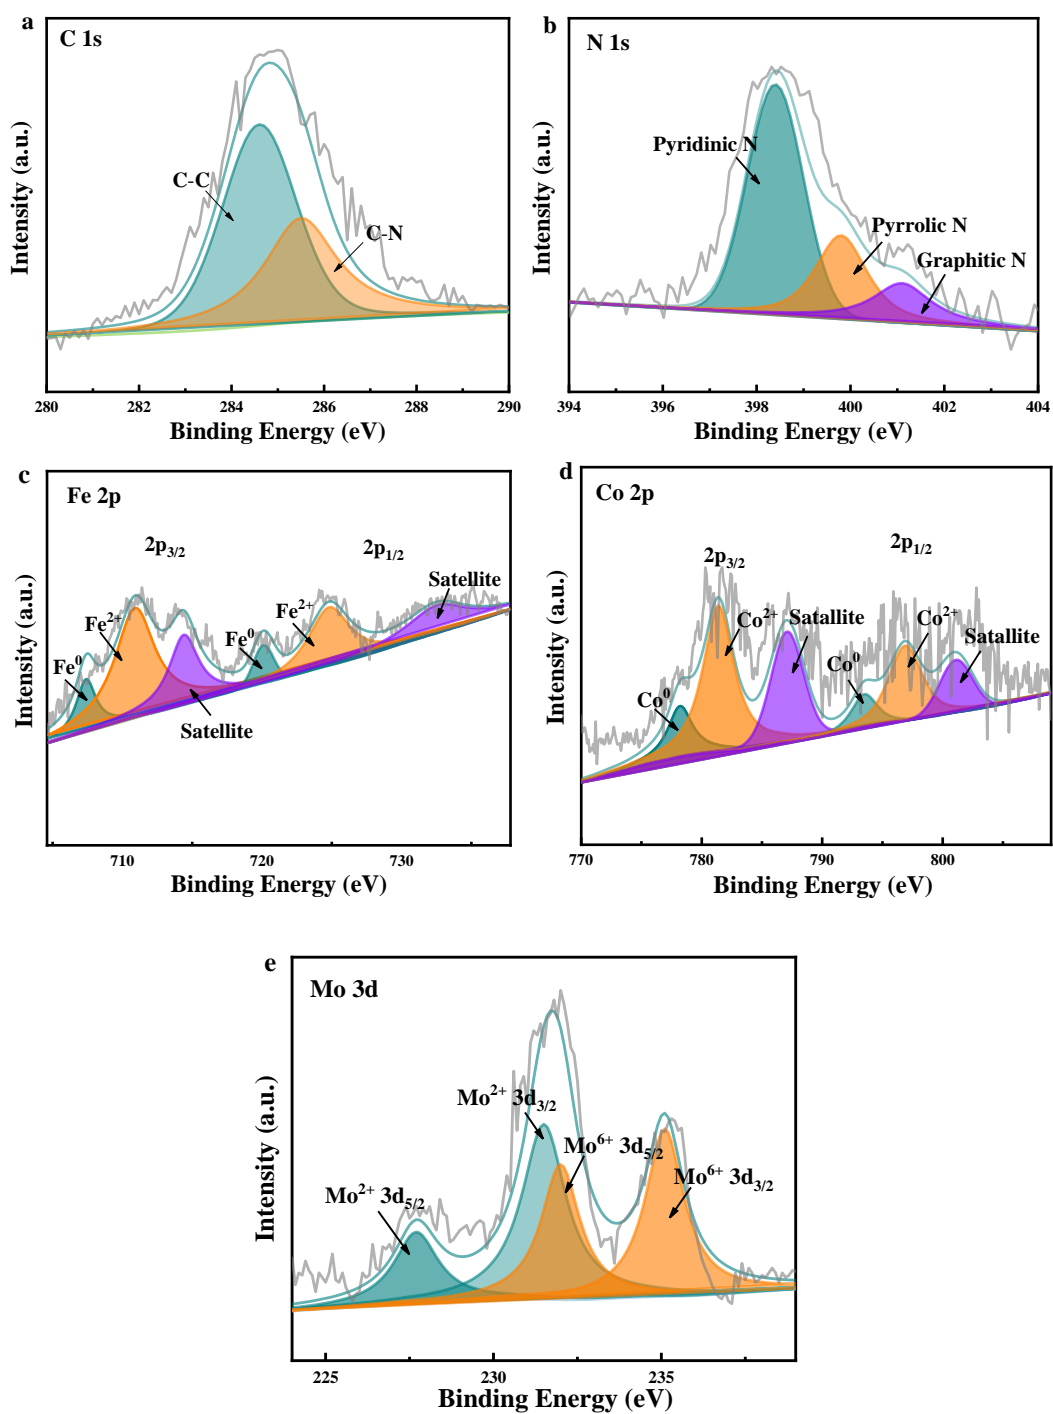 a
C 1s
C-C
C-N
Intensity (a.u.)
280 282 284 286 288 290
Binding Energy (eV)
b
N 1s
Pyridinic N
Pyrrolic N
Graphitic N
Intensity (a.u.)
394 396 398 400 402 404
Binding Energy (eV)
c
Fe 2p
2p3/2
2p1/2
Fe0
Fe2+
Satellite
Fe0
Fe2+
Satellite
Intensity (a.u.)
710 720 730
Binding Energy (eV)
d
Co 2p
2p3/2
2p1/2
Co0
Co2+
Satallite
Co0
Co2+
Satallite
Intensity (a.u.)
770 780 790 800
Binding Energy (eV)
e
Mo 3d
Mo2+ 3d5/2
Mo2+ 3d3/2
Mo6+ 3d5/2
Mo6+ 3d3/2
Intensity (a.u.)
225 230 235
Binding Energy (eV)